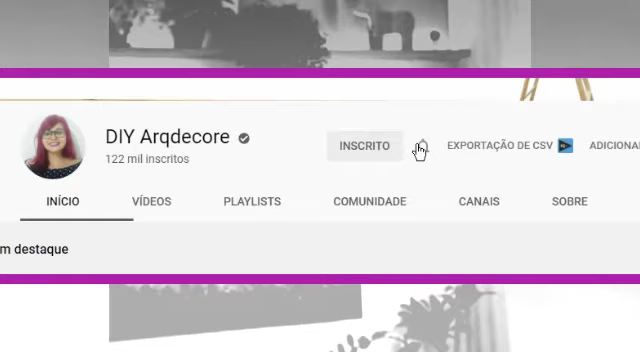 DIY Arqdecore
122 mil inscritos
INSCRITO
EXPORTAÇÃO DE CSV
ADICIONA
INÍCIO VÍDEOS PLAYLISTS COMUNIDADE CANAIS SOBRE
m destaque